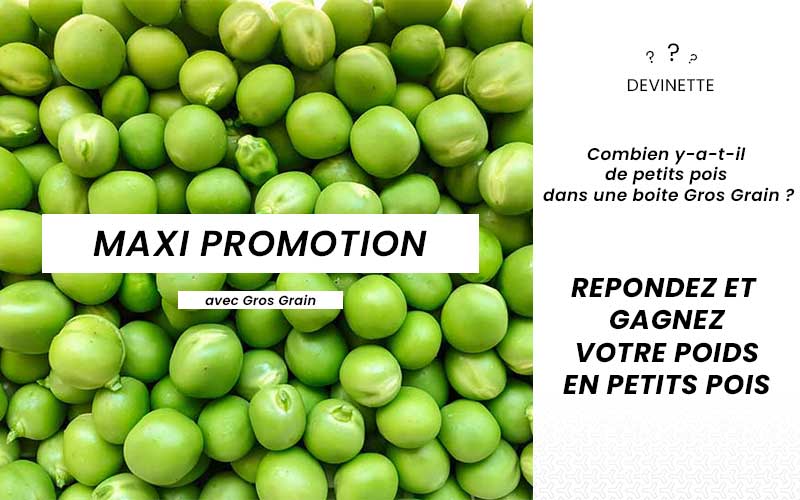 MAXI PROMOTION
avec Gros Grain
? ? ?
DEVINETTE
Combien y-a-t-il
de petits pois
dans une boite Gros Grain ?
REPONDEZ ET
GAGNEZ
VOTRE POIDS
EN PETITS POIS